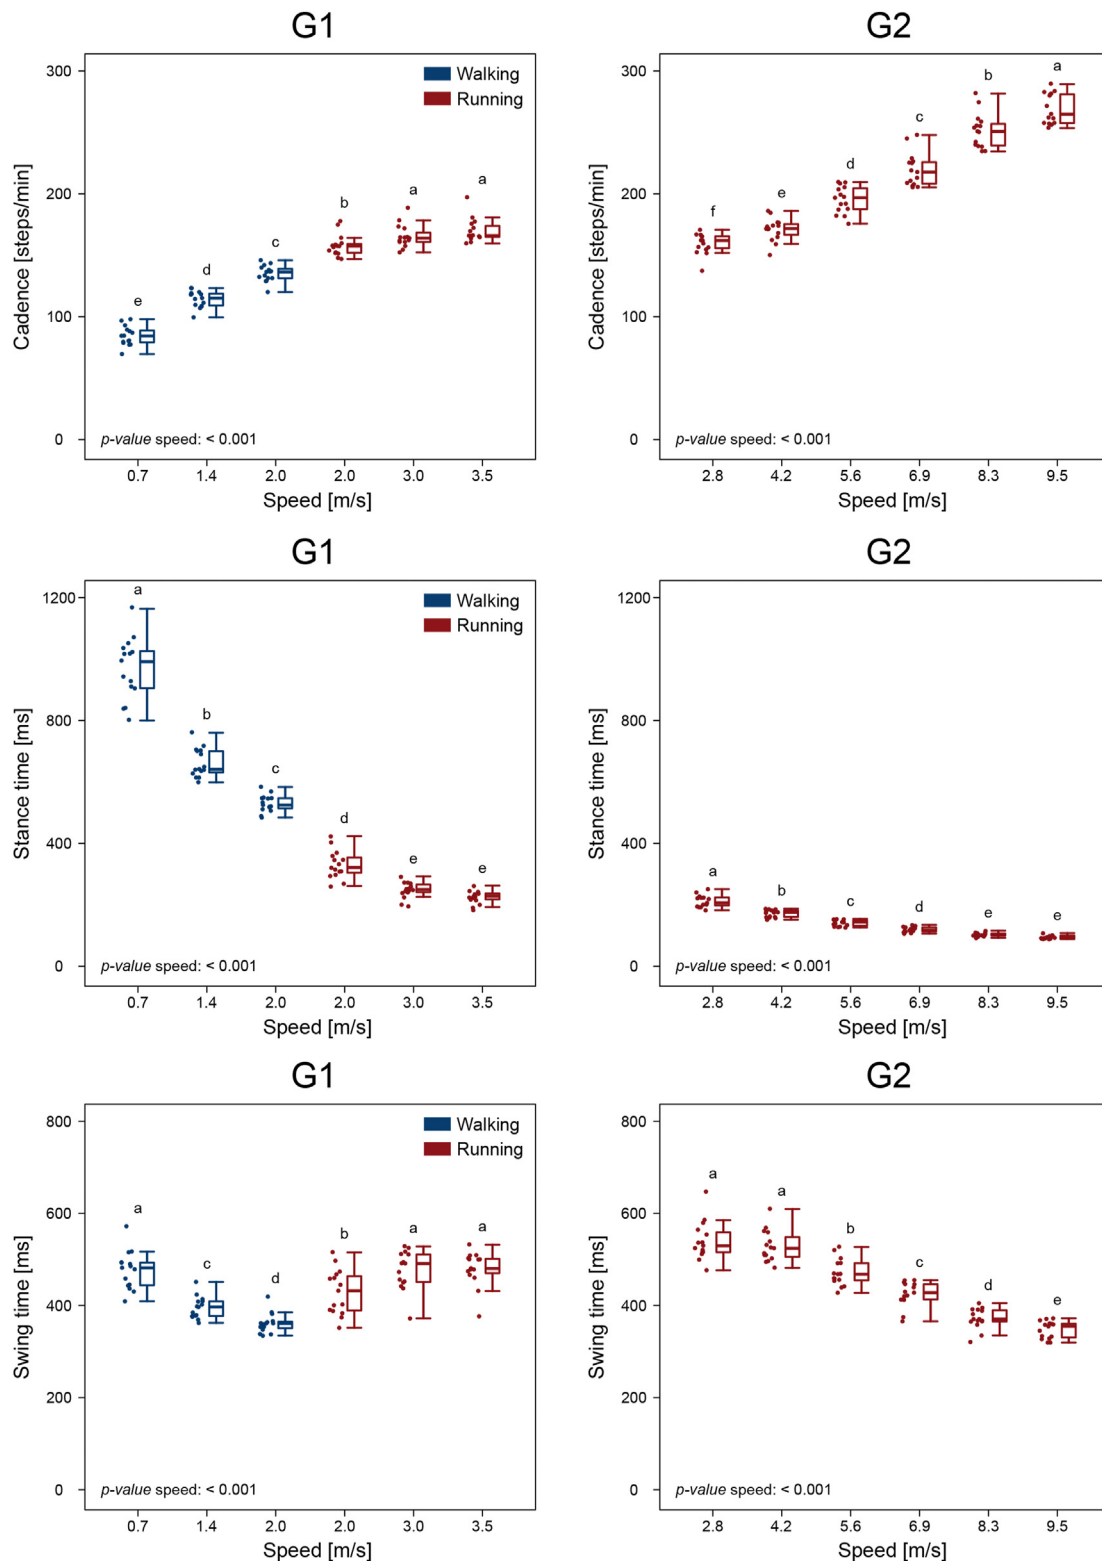 G1
G2
300
200
100
0
Cadence [steps/min]
Walking
Running
e
d
c
b
a
a
p-value speed: < 0.001
0.7 1.4 2.0 2.0 3.0 3.5
Speed [m/s]
300
200
100
0
Cadence [steps/min]
f
e
d
c
b
a
p-value speed: < 0.001
2.8 4.2 5.6 6.9 8.3 9.5
Speed [m/s]
G1
G2
1200
800
400
0
Stance time [ms]
Walking
Running
a
b
c
d
e
e
p-value speed: < 0.001
0.7 1.4 2.0 2.0 3.0 3.5
Speed [m/s]
1200
800
400
0
Stance time [ms]
a
b
c
d
e
e
p-value speed: < 0.001
2.8 4.2 5.6 6.9 8.3 9.5
Speed [m/s]
G1
G2
800
600
400
200
0
Swing time [ms]
Walking
Running
a
c
d
b
a
a
p-value speed: < 0.001
0.7 1.4 2.0 2.0 3.0 3.5
Speed [m/s]
800
600
400
200
0
Swing time [ms]
a
a
b
c
d
e
p-value speed: < 0.001
2.8 4.2 5.6 6.9 8.3 9.5
Speed [m/s]